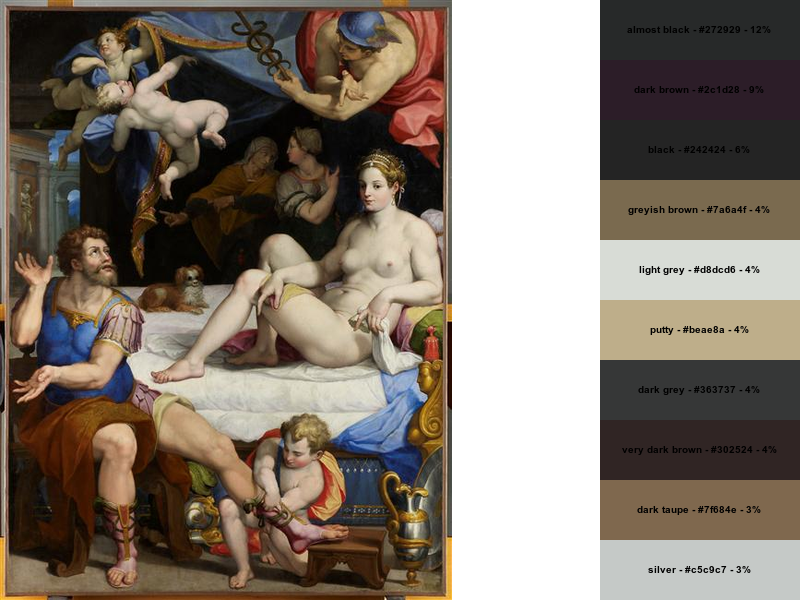 almost black - #272929 - 12%
dark brown - #2c1d28 - 9%
black - #242424 - 6%
greyish brown - #7a6a4f - 4%
light grey - #d8dcd6 - 4%
putty - #beae8a - 4%
dark grey - #363737 - 4%
very dark brown - #302524 - 4%
dark taupe - #7f684e - 3%
silver - #c5c9c7 - 3%